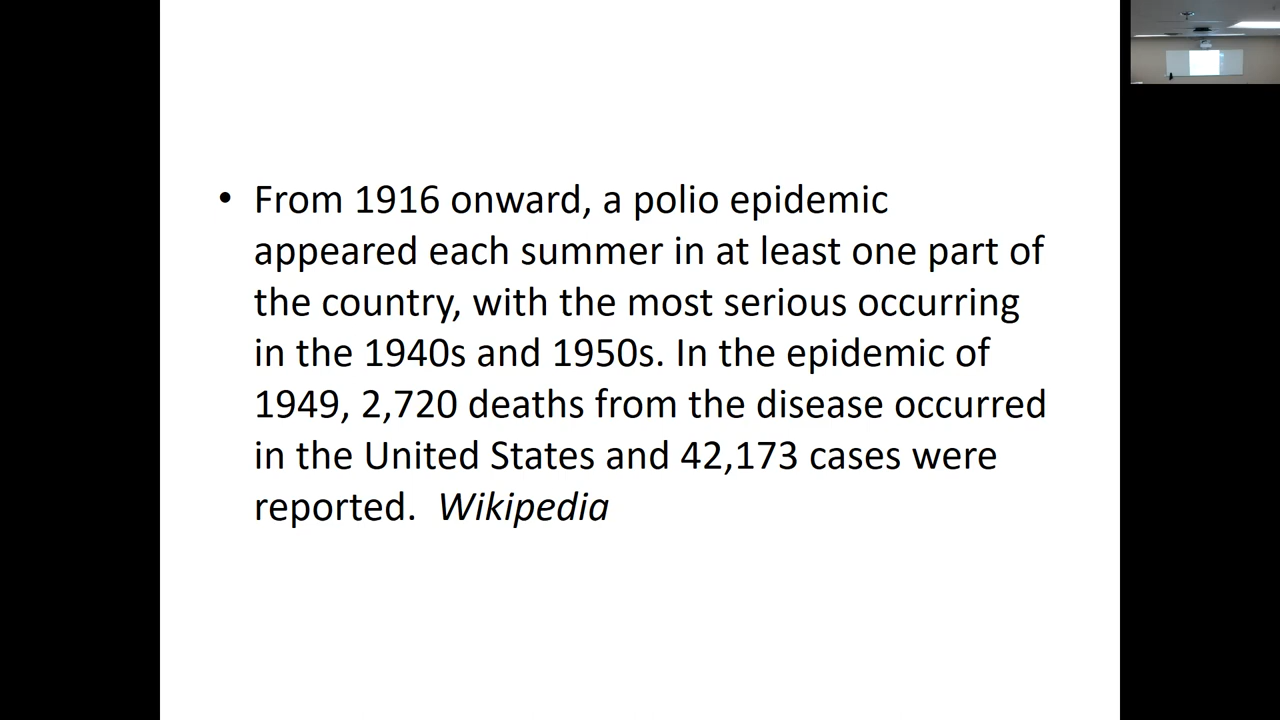 • From 1916 onward, a polio epidemic
appeared each summer in at least one part of
the country, with the most serious occurring
in the 1940s and 1950s. In the epidemic of
1949, 2,720 deaths from the disease occurred
in the United States and 42,173 cases were
reported.  Wikipedia